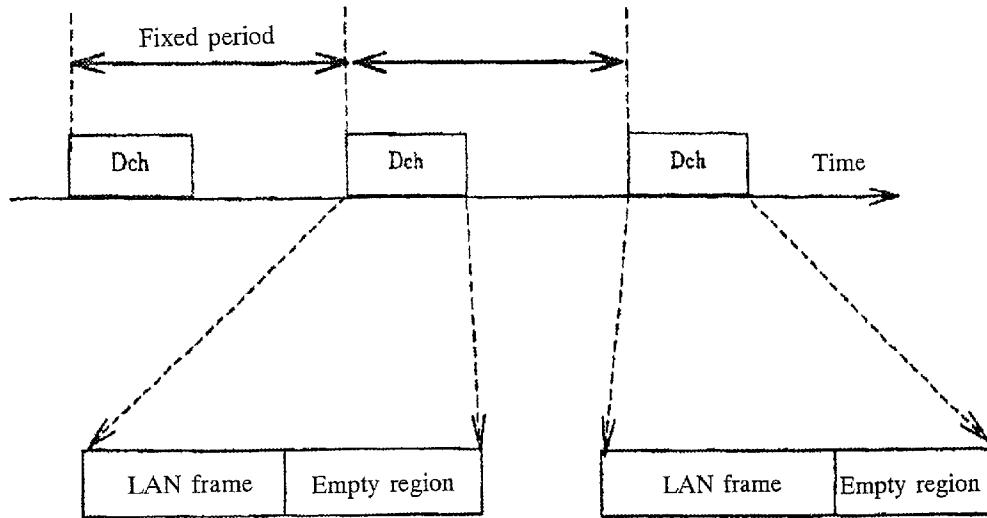 Fixed period
Dch
Dch
Dch
Time
LAN frame
Empty region
LAN frame
Empty region